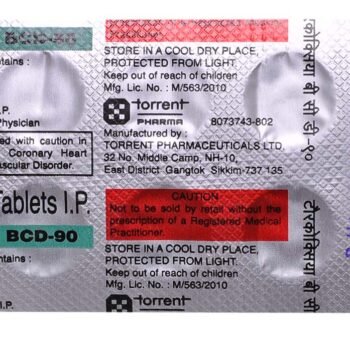 BCD-90
ntains :
STORE IN A COOL DRY PLACE,
PROTECTED FROM LIGHT.
Keep out of reach of children
Mfg. Lic. No. : M/563/2010
I.P.
Physician
torrent
PHARMA 8073743-802
ed with caution in
Coronary Heart
ascular Disorder.
Manufactured by :
TORRENT PHARMACEUTICALS LTD.
32 No. Middle Camp, NH-10,
East District Gangtok Sikkim-737 135
ablets I.P.
BCD-90
ontains :
CAUTION
Not to be sold by retail without the
prescription of a Registered Medical
Practitioner.
STORE IN A COOL DRY PLACE,
PROTECTED FROM LIGHT.
Keep out of reach of children
Mfg. Lic. No. : M/563/2010
I.P.
torrent